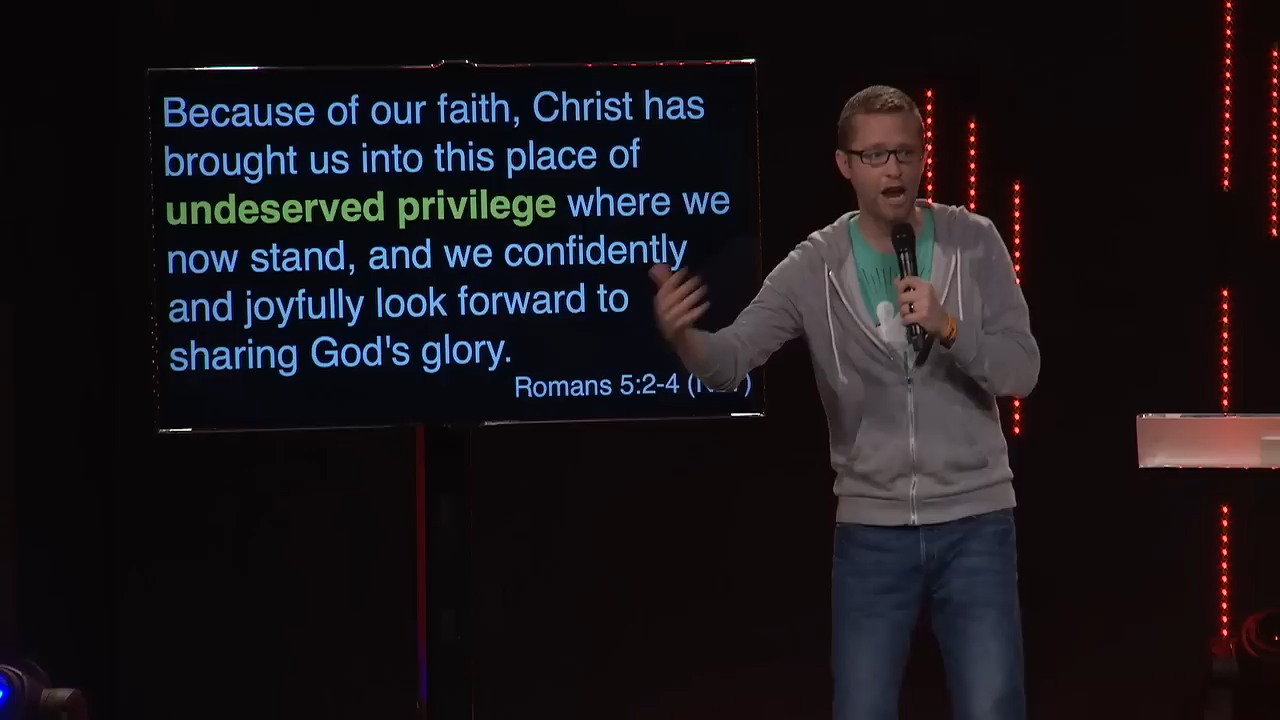 Because of our faith, Christ has
brought us into this place of
undeserved privilege where we
now stand, and we confidently
and joyfully look forward to
sharing God's glory.
Romans 5:2-4